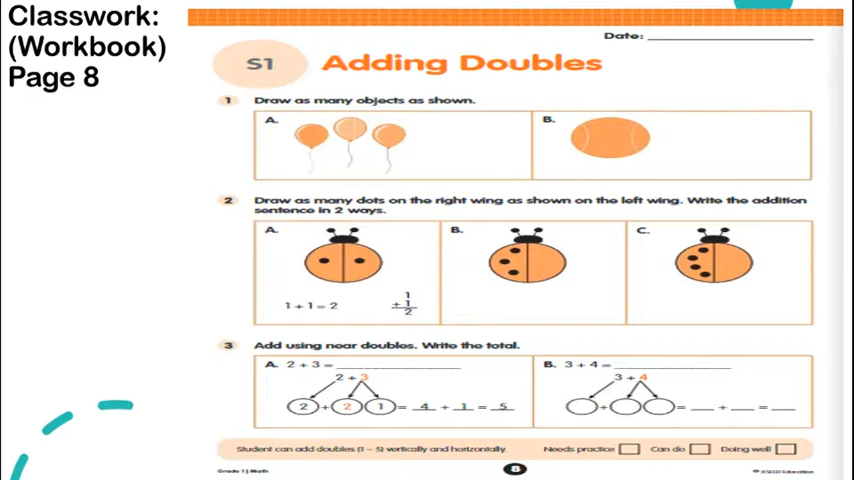 Classwork:
(Workbook)
Page 8
Date:
S1
Adding Doubles
1 Draw as many objects as shown.
A.
B.
2 Draw as many dots on the right wing as shown on the left wing. Write the addition
sentence in 2 ways.
A.
B.
C.
1 + 1 = 2
1
+ 1
2
3 Add using near doubles. Write the total.
A. 2 + 3 =
2 + 3
2 + 2 1 = 4 + 1 = 5
B. 3 + 4 =
3 + 4
+ = + =
Student can add doubles (1 – 5) vertically and horizontally.
Needs practice
Can do
Doing well
Grade 1 | Math
8